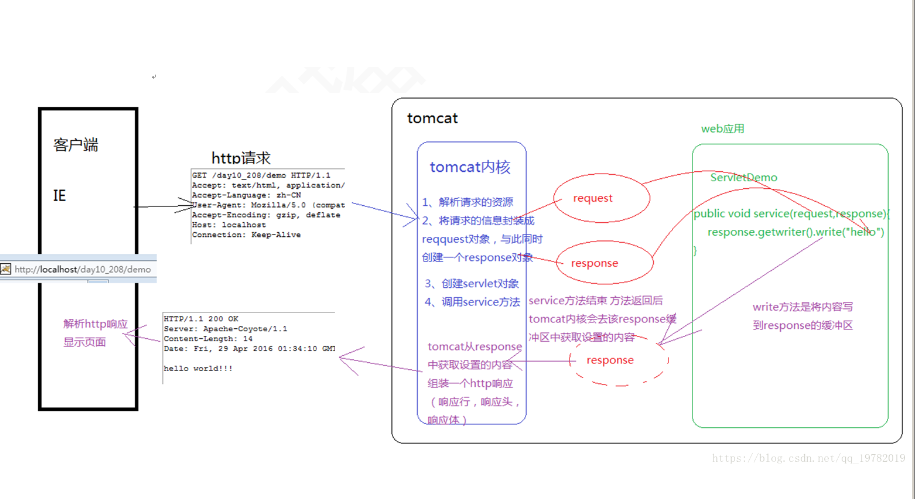 客户端
IE
http://localhost/day10_208/demo
解析http响应
显示页面
http请求
GET /day10_208/demo HTTP/1.1
Accept: text/html, application/
Accept-Language: zh-CN
User-Agent: Mozilla/5.0 (compat
Accept-Encoding: gzip, deflate
Host: localhost
Connection: Keep-Alive
HTTP/1.1 200 OK
Server: Apache-Coyote/1.1
Content-Length: 14
Date: Fri, 29 Apr 2016 01:34:10 GMT
hello world!!!
tomcat
tomcat内核
1、解析请求的资源
2、将请求的信息封装成
reqquest对象，与此同时
创建一个response对象
3、创建servlet对象
4、调用service方法
tomcat从response
中获取设置的内容
组装一个http响应
（响应行，响应头，
响应体）
request
response
service方法结束 方法返回后
tomcat内核会去该response缓
冲区中获取设置的内容
response
web应用
ServletDemo
public void service(request,response){
response.getwriter().write("hello")
}
write方法是将内容写
到response的缓冲区
https://blog.csdn.net/qq_19782019